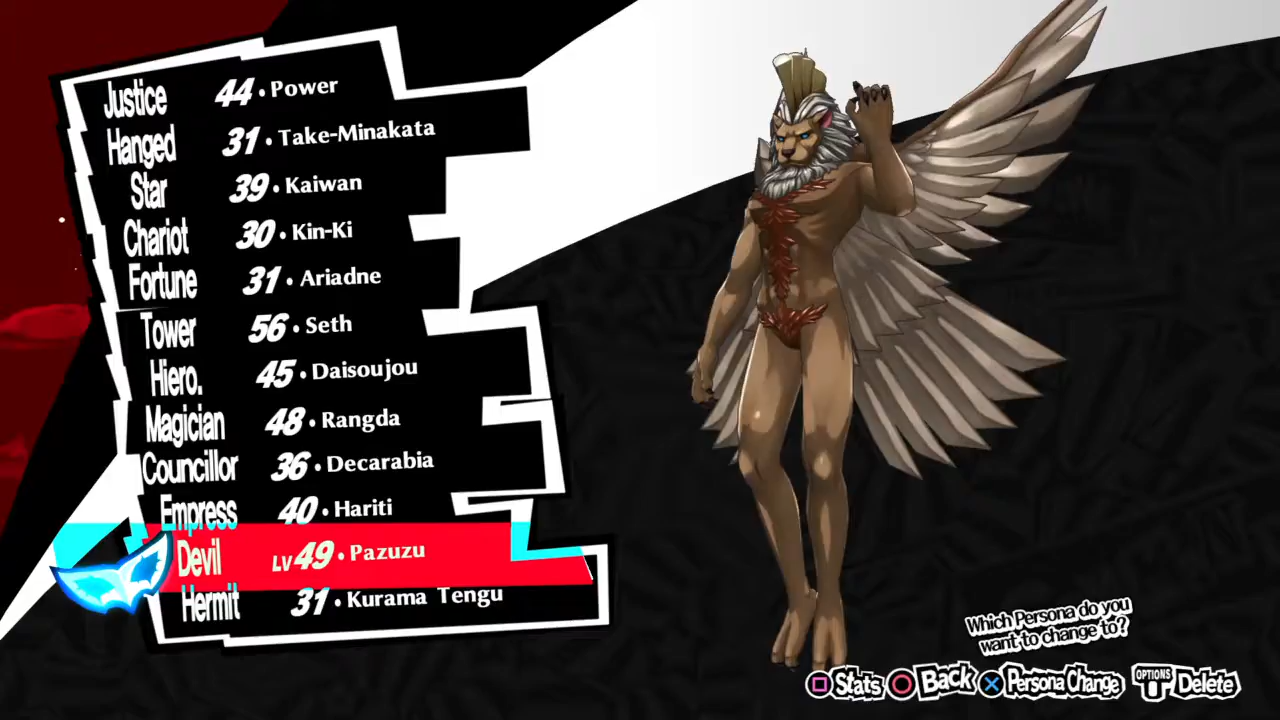 Justice 44 • Power
Hanged 31 • Take-Minakata
Star 39 • Kaiwan
Chariot 30 • Kin-Ki
Fortune 31 • Ariadne
Tower 56 • Seth
Hiero. 45 • Daisoujou
Magician 48 • Rangda
Councillor 36 • Decarabia
Empress 40 • Hariti
Devil LV 49 • Pazuzu
Hermit 31 • Kurama Tengu
Which Persona do you
want to change to?
Stats Back Persona Change OPTIONS Delete